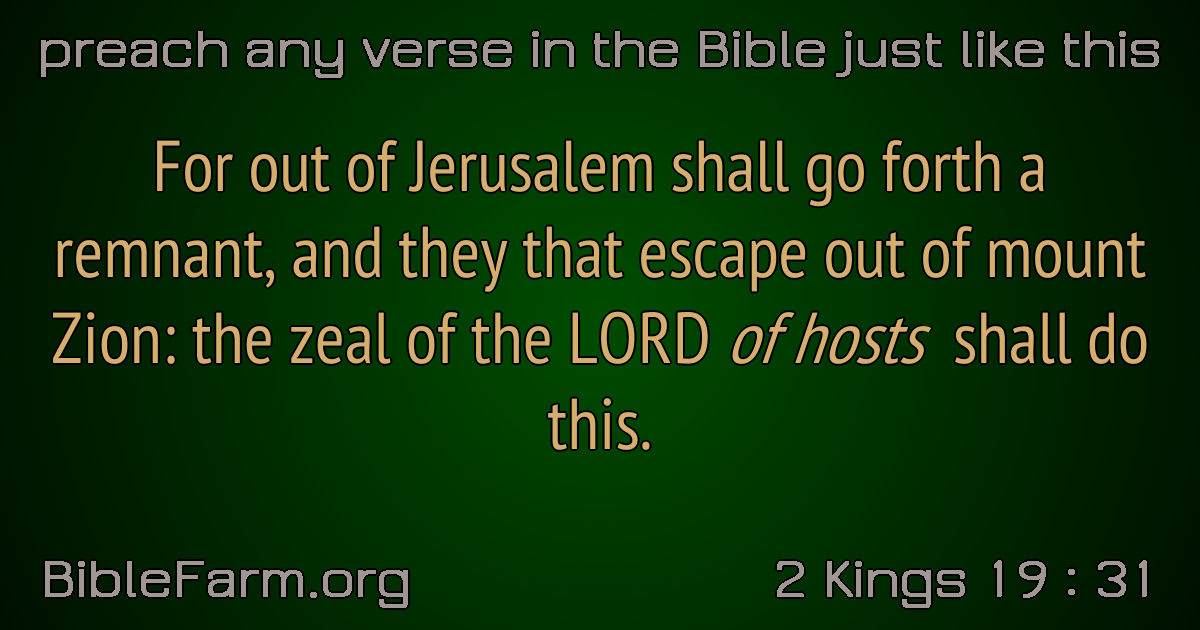 preach any verse in the Bible just like this
For out of Jerusalem shall go forth a
remnant, and they that escape out of mount
Zion: the zeal of the LORD of hosts shall do
this.
BibleFarm.org
2 Kings 19 : 31